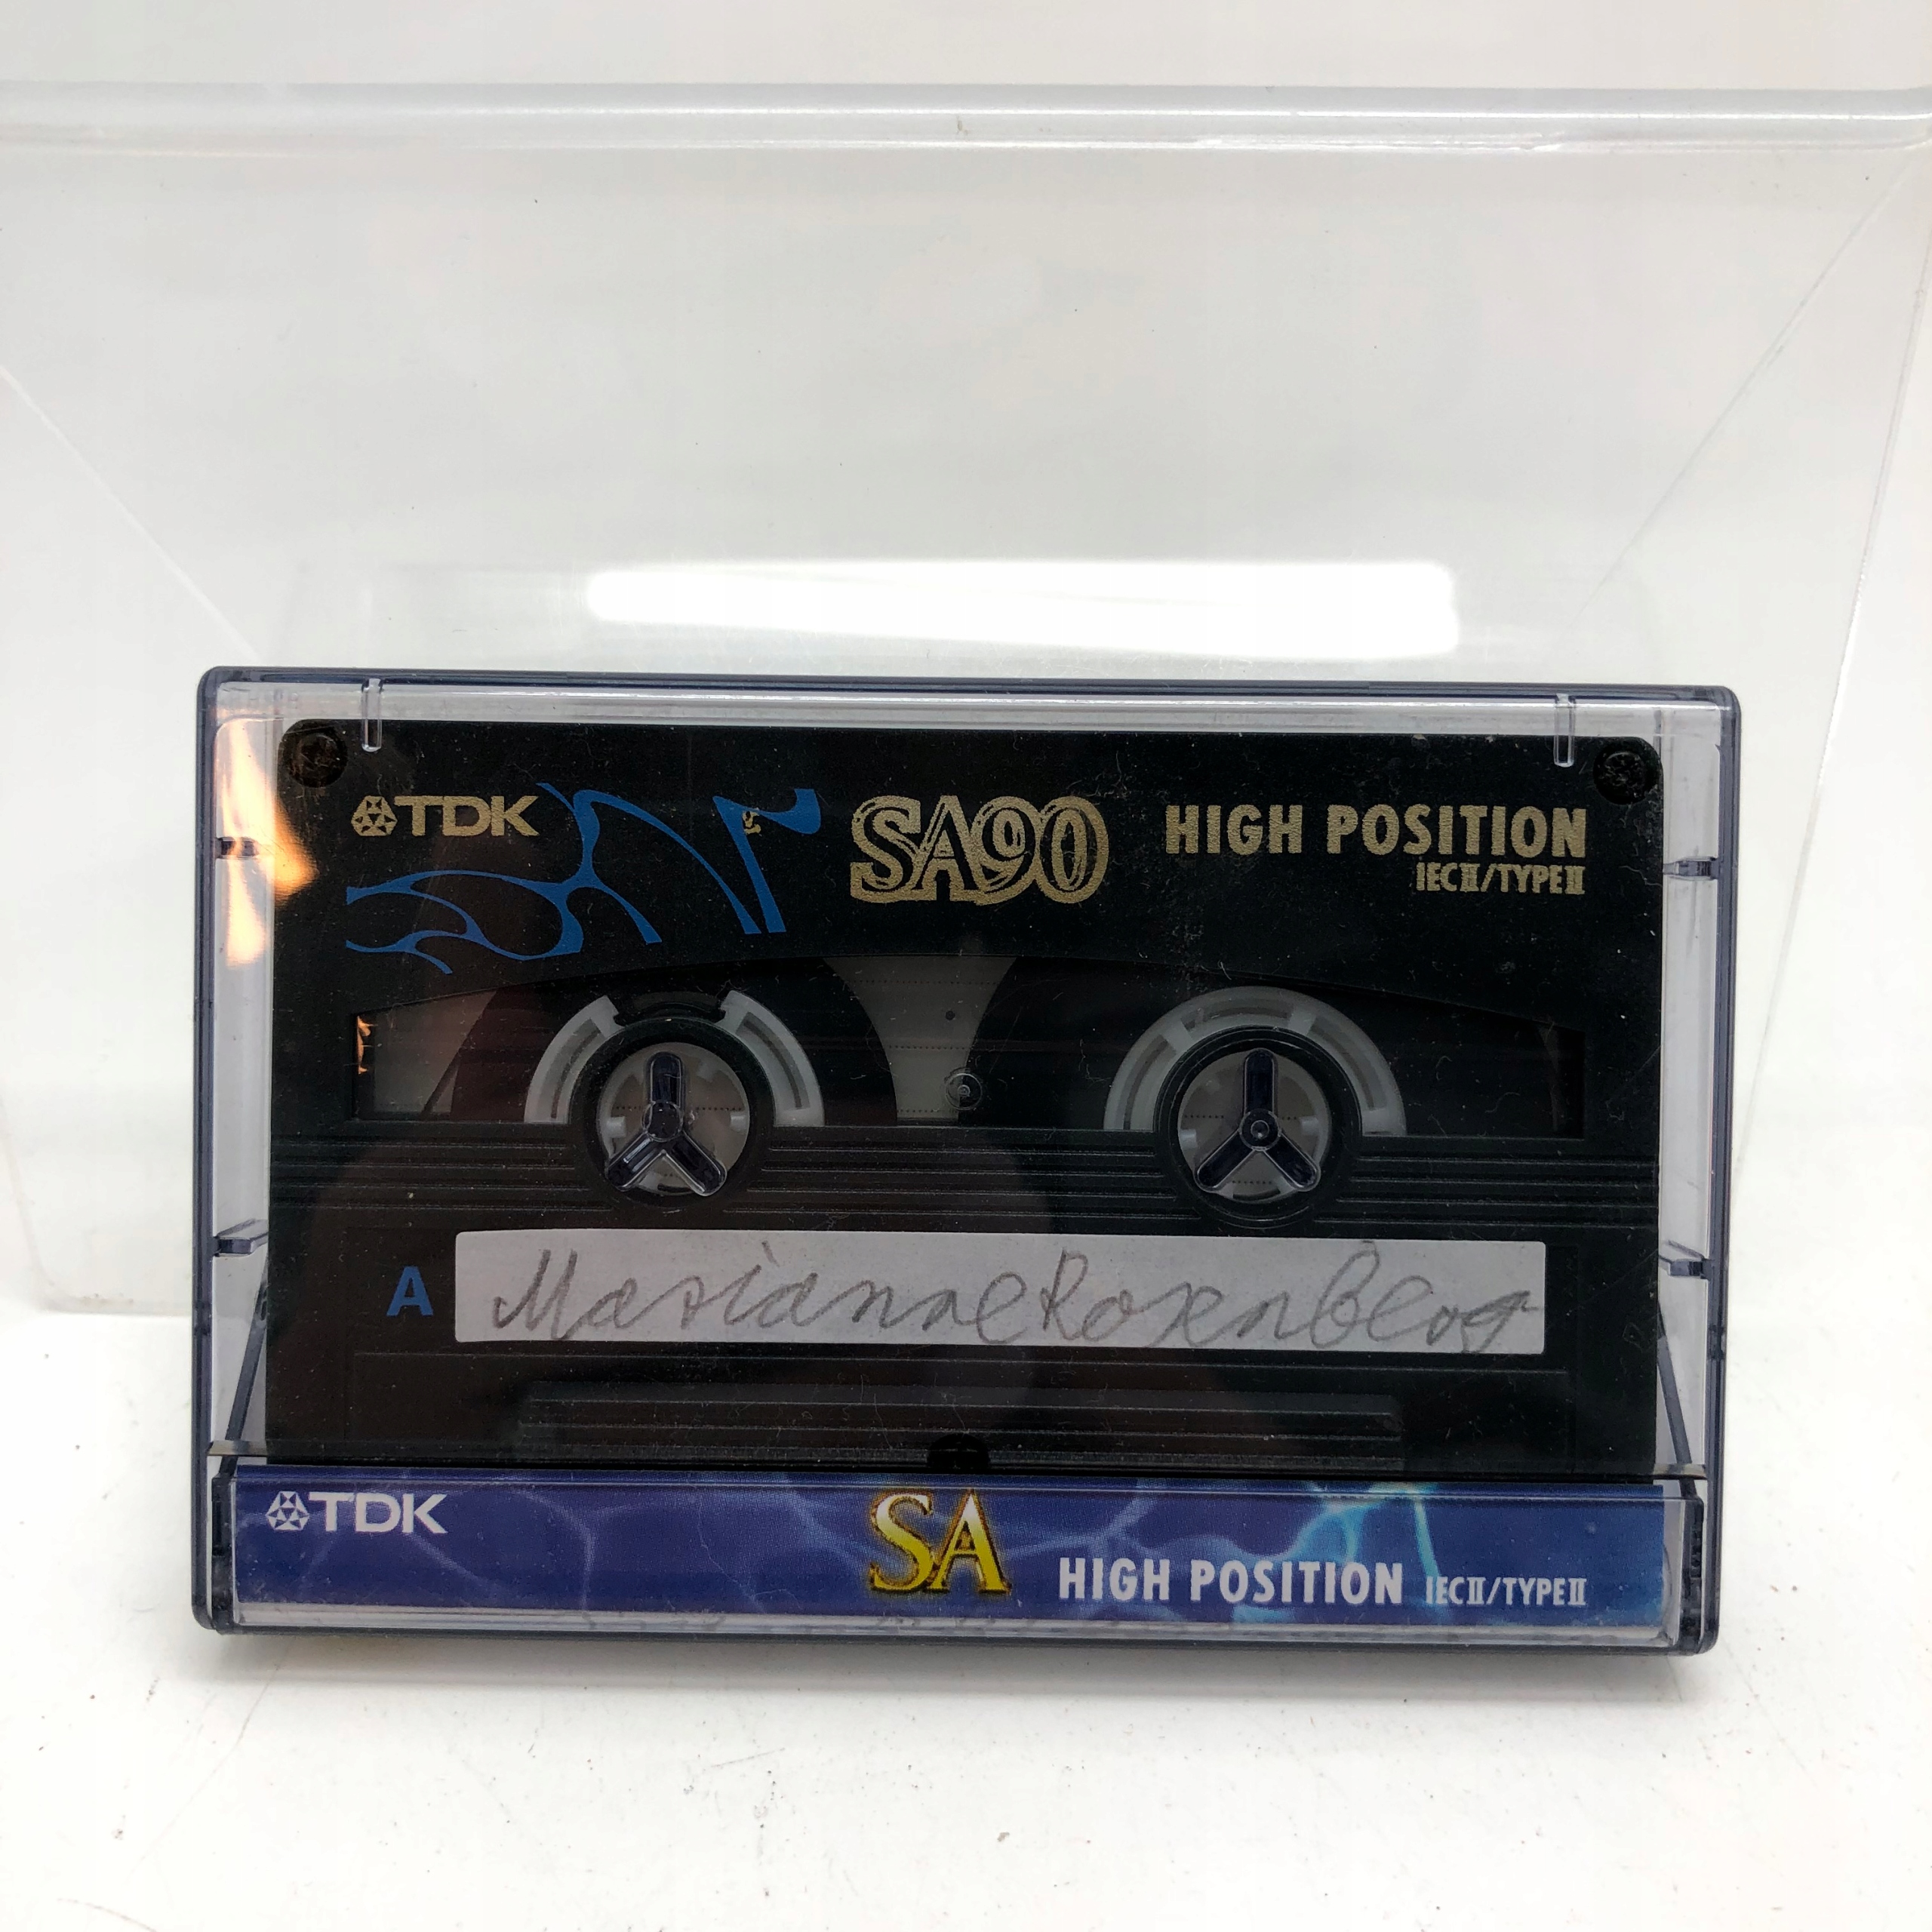 TDK SA90 HIGH POSITION
IECII/TYPEII
A Marianne Rosenberg
TDK SA HIGH POSITION IECII/TYPEII